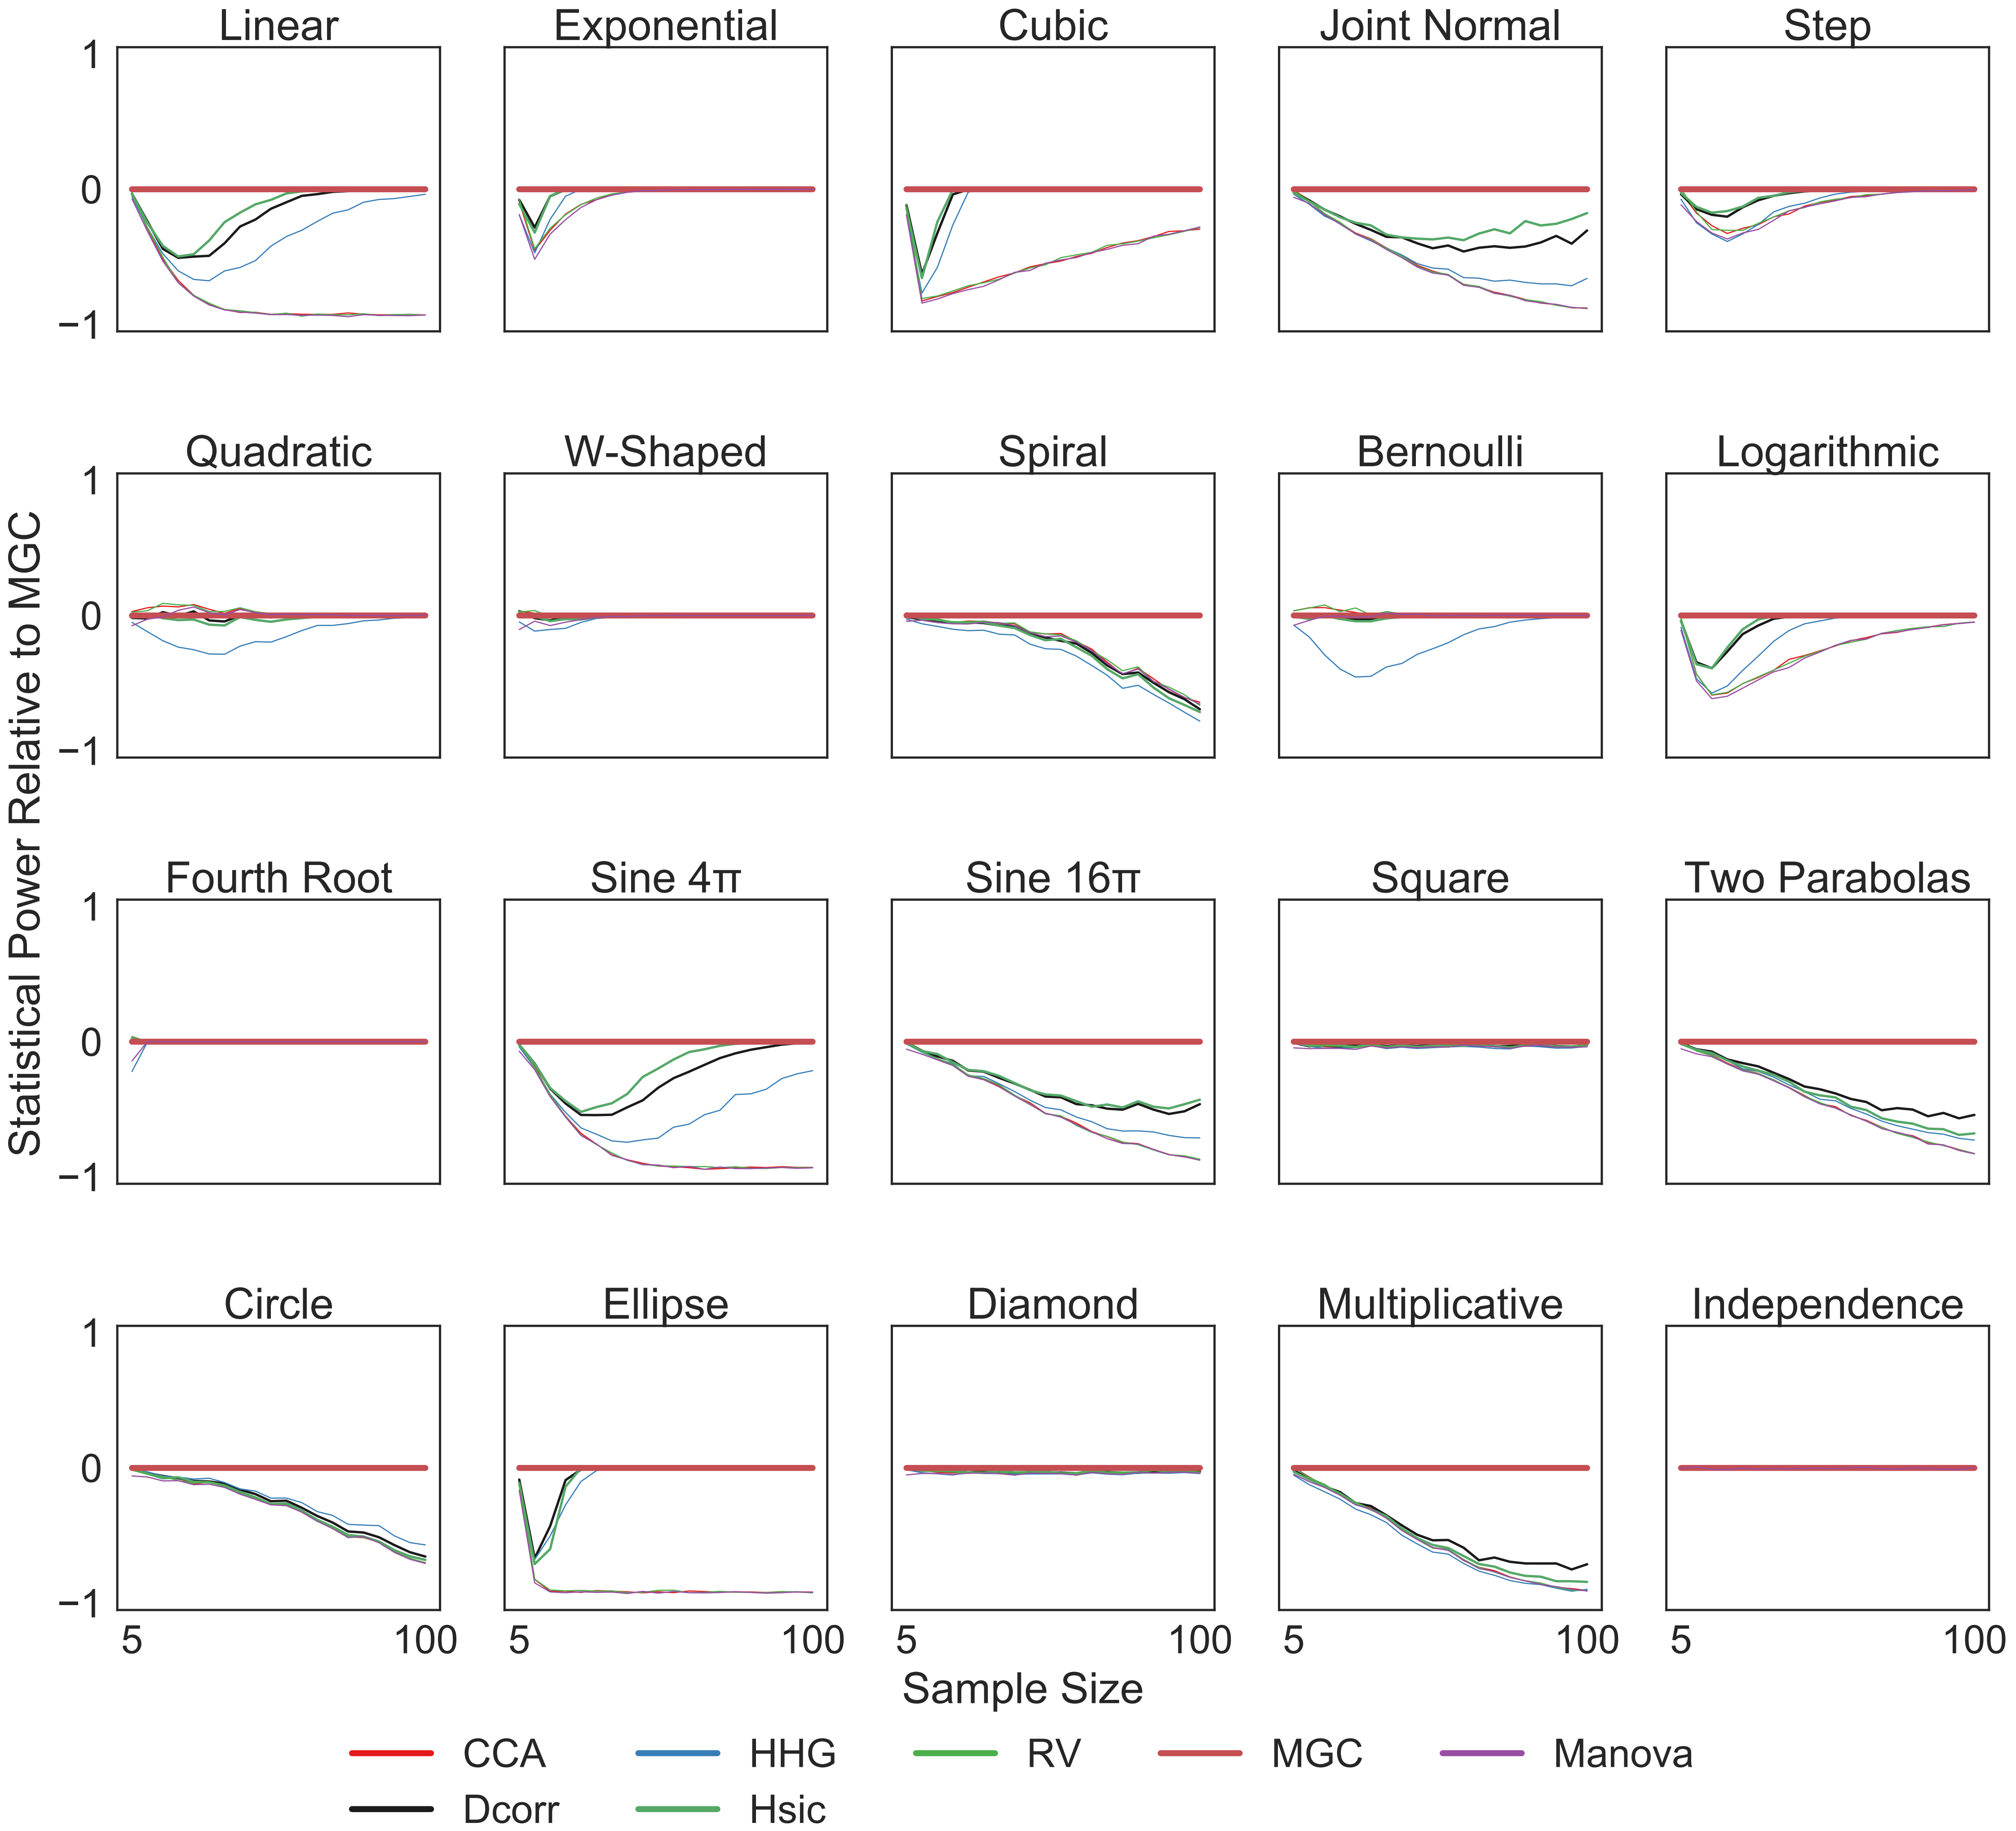 Linear Exponential Cubic Joint Normal Step
1
0
−1
Quadratic W-Shaped Spiral Bernoulli Logarithmic
1
0
−1
Statistical Power Relative to MGC
Fourth Root Sine 4π Sine 16π Square Two Parabolas
1
0
−1
Circle Ellipse Diamond Multiplicative Independence
1
0
−1
5 100 5 100 5 100 5 100 5 100
Sample Size
CCA HHG RV MGC Manova
Dcorr Hsic